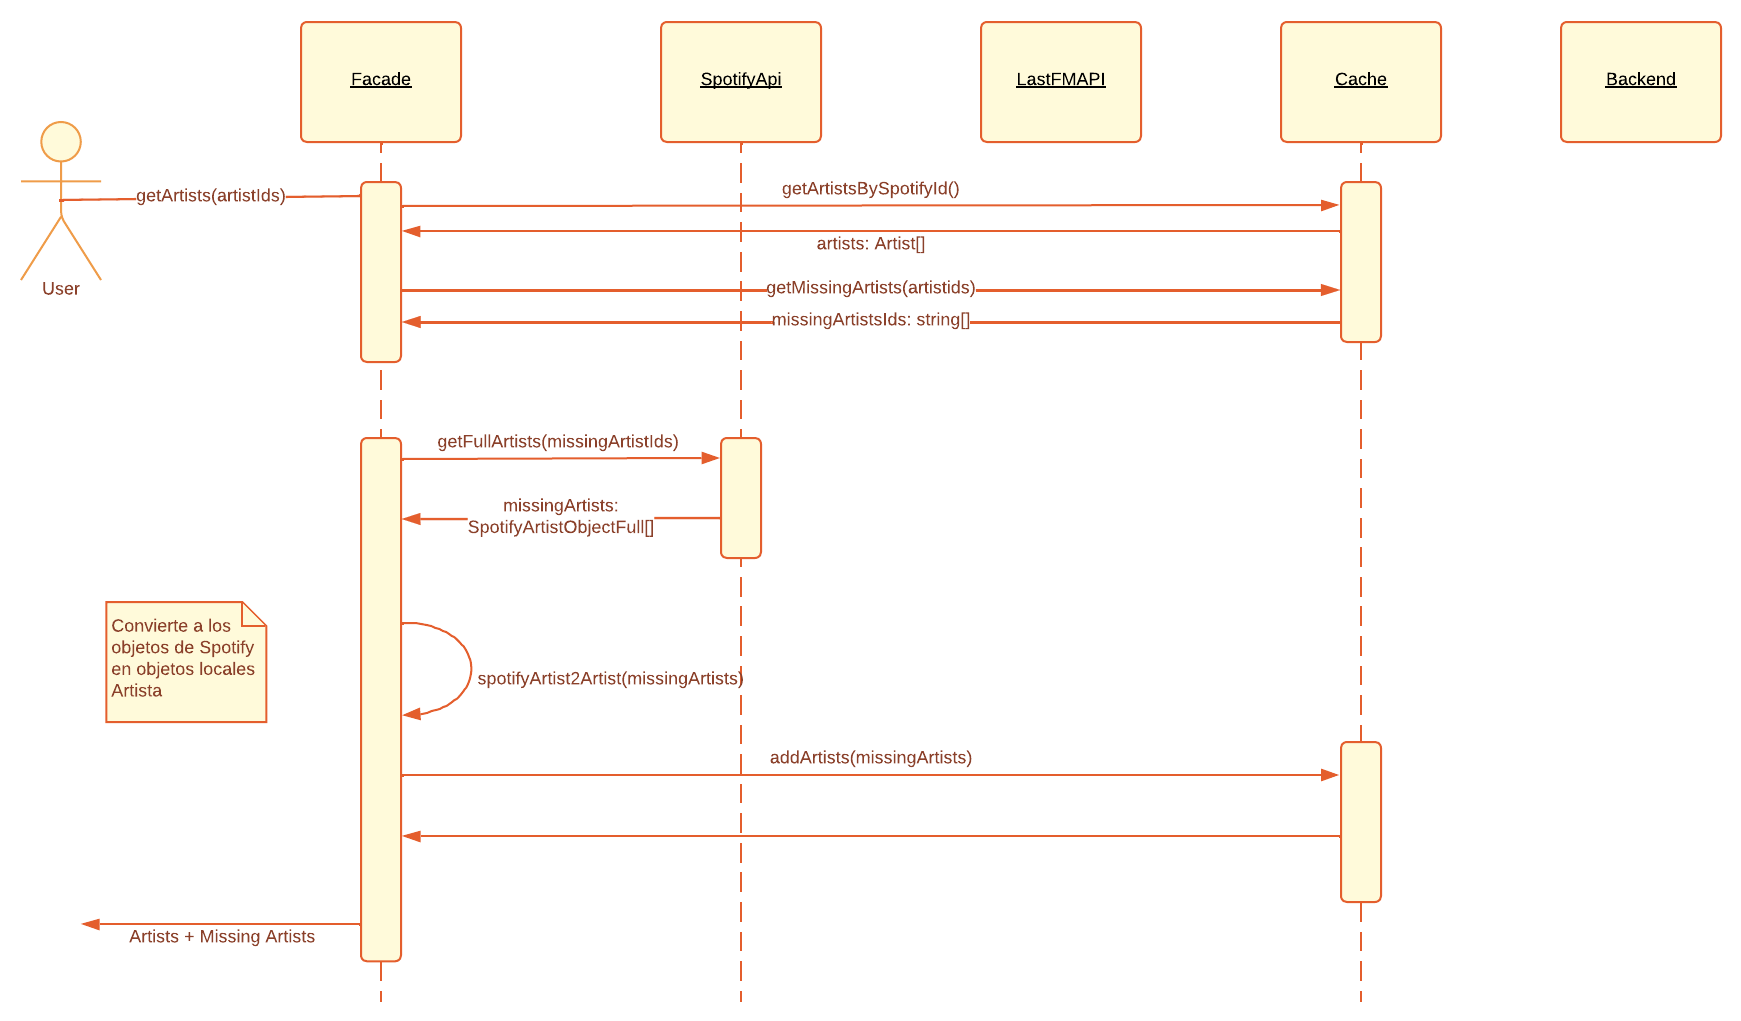 Facade
SpotifyApi
LastFMAPI
Cache
Backend
getArtists(artistIds)
getArtistsBySpotifyId()
artists: Artist[]
User
getMissingArtists(artistids)
missingArtistsIds: string[]
getFullArtists(missingArtistIds)
missingArtists:
SpotifyArtistObjectFull[]
Convierte a los
objetos de Spotify
en objetos locales
Artista
spotifyArtist2Artist(missingArtists)
addArtists(missingArtists)
Artists + Missing Artists